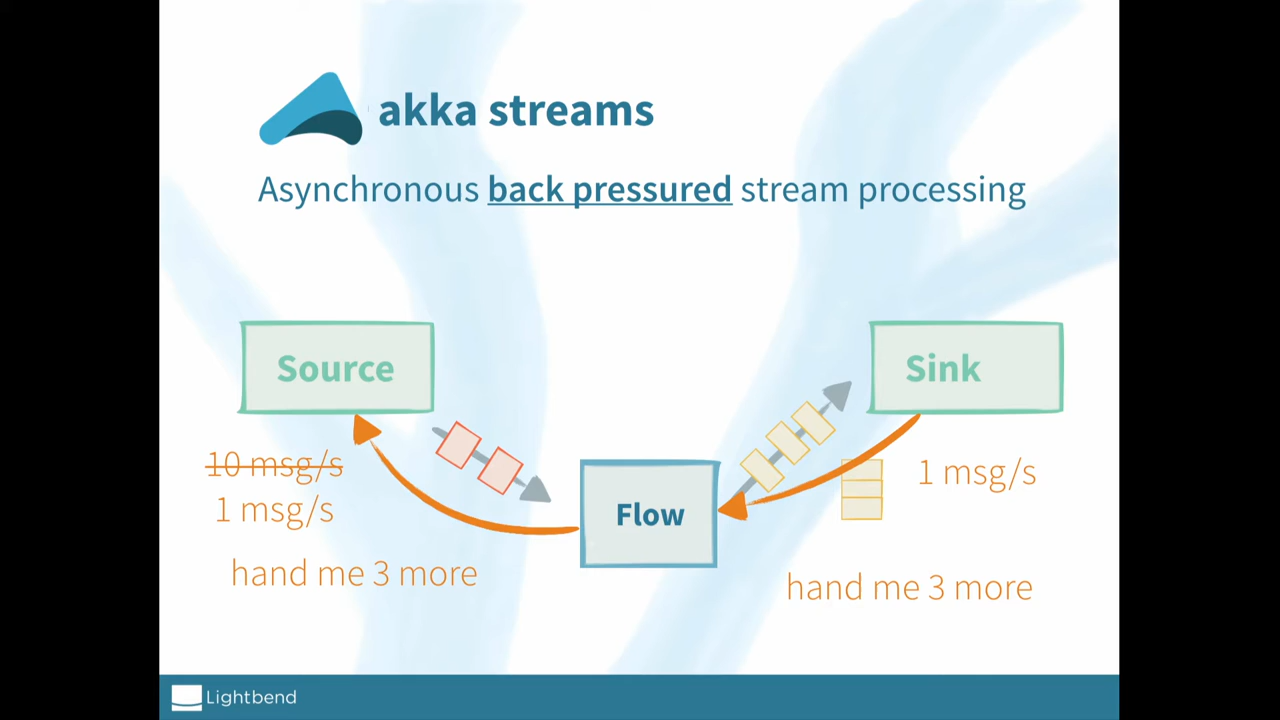 akka streams
Asynchronous back pressured stream processing
Source
Sink
10 msg/s
1 msg/s
1 msg/s
Flow
hand me 3 more
hand me 3 more
Lightbend